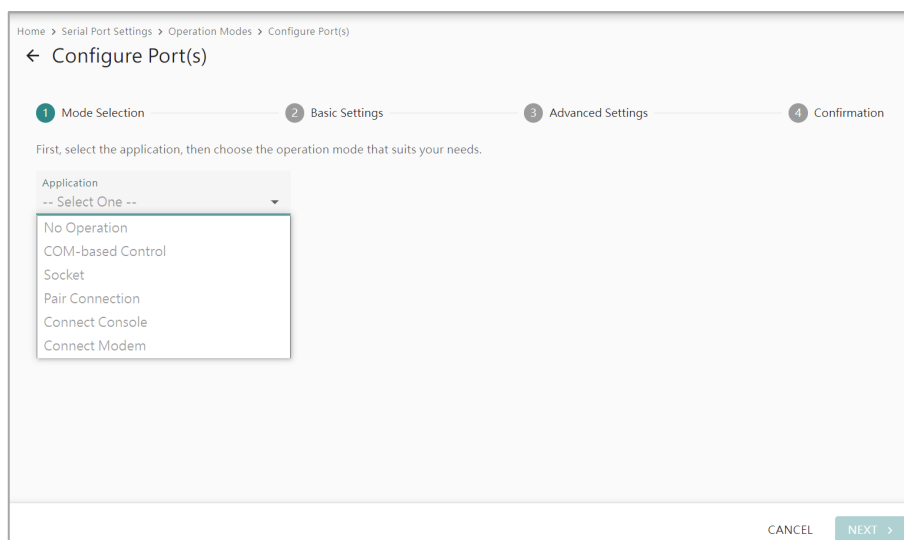 Home > Serial Port Settings > Operation Modes > Configure Port(s)
← Configure Port(s)
1 Mode Selection 2 Basic Settings 3 Advanced Settings 4 Confirmation
First, select the application, then choose the operation mode that suits your needs.
Application
-- Select One --
No Operation
COM-based Control
Socket
Pair Connection
Connect Console
Connect Modem
CANCEL NEXT >